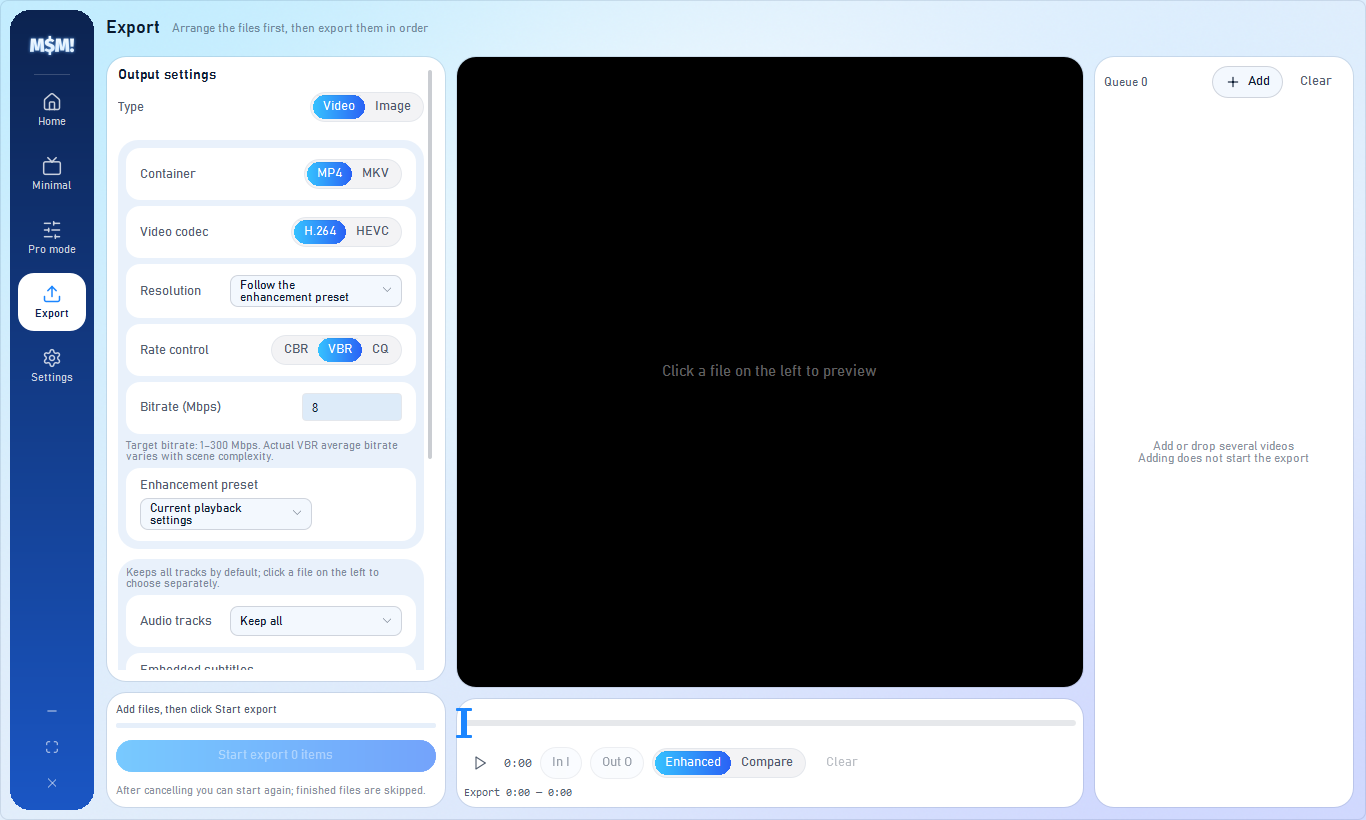 M$M!
Home
Minimal
Pro mode
Export
Settings
Export
Arrange the files first, then export them in order
Output settings
Type
Video
Image
Container
MP4
MKV
Video codec
H.264
HEVC
Resolution
Follow the
enhancement preset
Rate control
CBR
VBR
CQ
Bitrate (Mbps)
8
Target bitrate: 1–300 Mbps. Actual VBR average bitrate
varies with scene complexity.
Enhancement preset
Current playback
settings
Keeps all tracks by default; click a file on the left to
choose separately.
Audio tracks
Keep all
Embedded subtitles
Add files, then click Start export
Start export 0 items
After cancelling you can start again; finished files are skipped.
Click a file on the left to preview
0:00
In I
Out O
Enhanced
Compare
Clear
Export 0:00 — 0:00
Queue 0
Add
Clear
Add or drop several videos
Adding does not start the export